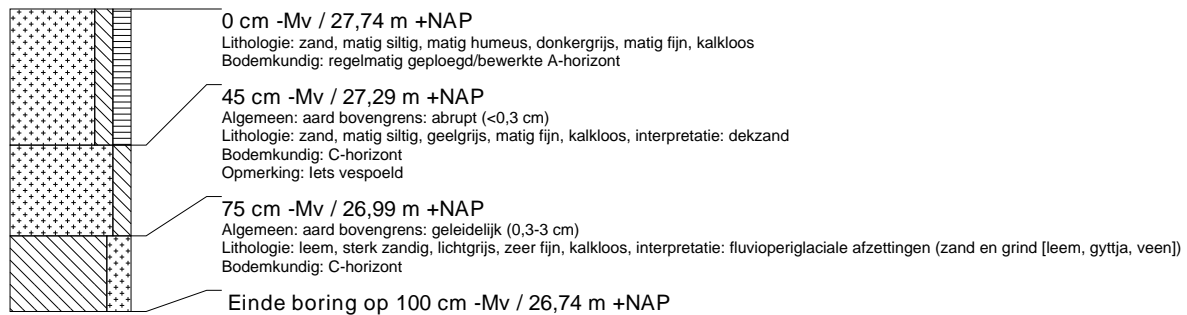 0 cm -Mv / 27,74 m +NAP
Lithologie: zand, matig siltig, matig humeus, donkergrijs, matig fijn, kalkloos
Bodemkundig: regelmatig geploegd/bewerkte A-horizont
45 cm -Mv / 27,29 m +NAP
Algemeen: aard bovengrens: abrupt (<0,3 cm)
Lithologie: zand, matig siltig, geelgrijs, matig fijn, kalkloos, interpretatie: dekzand
Bodemkundig: C-horizont
Opmerking: Iets vespoeld
75 cm -Mv / 26,99 m +NAP
Algemeen: aard bovengrens: geleidelijk (0,3-3 cm)
Lithologie: leem, sterk zandig, lichtgrijs, zeer fijn, kalkloos, interpretatie: fluvioperiglaciale afzettingen (zand en grind [leem, gyttja, veen])
Bodemkundig: C-horizont
Einde boring op 100 cm -Mv / 26,74 m +NAP